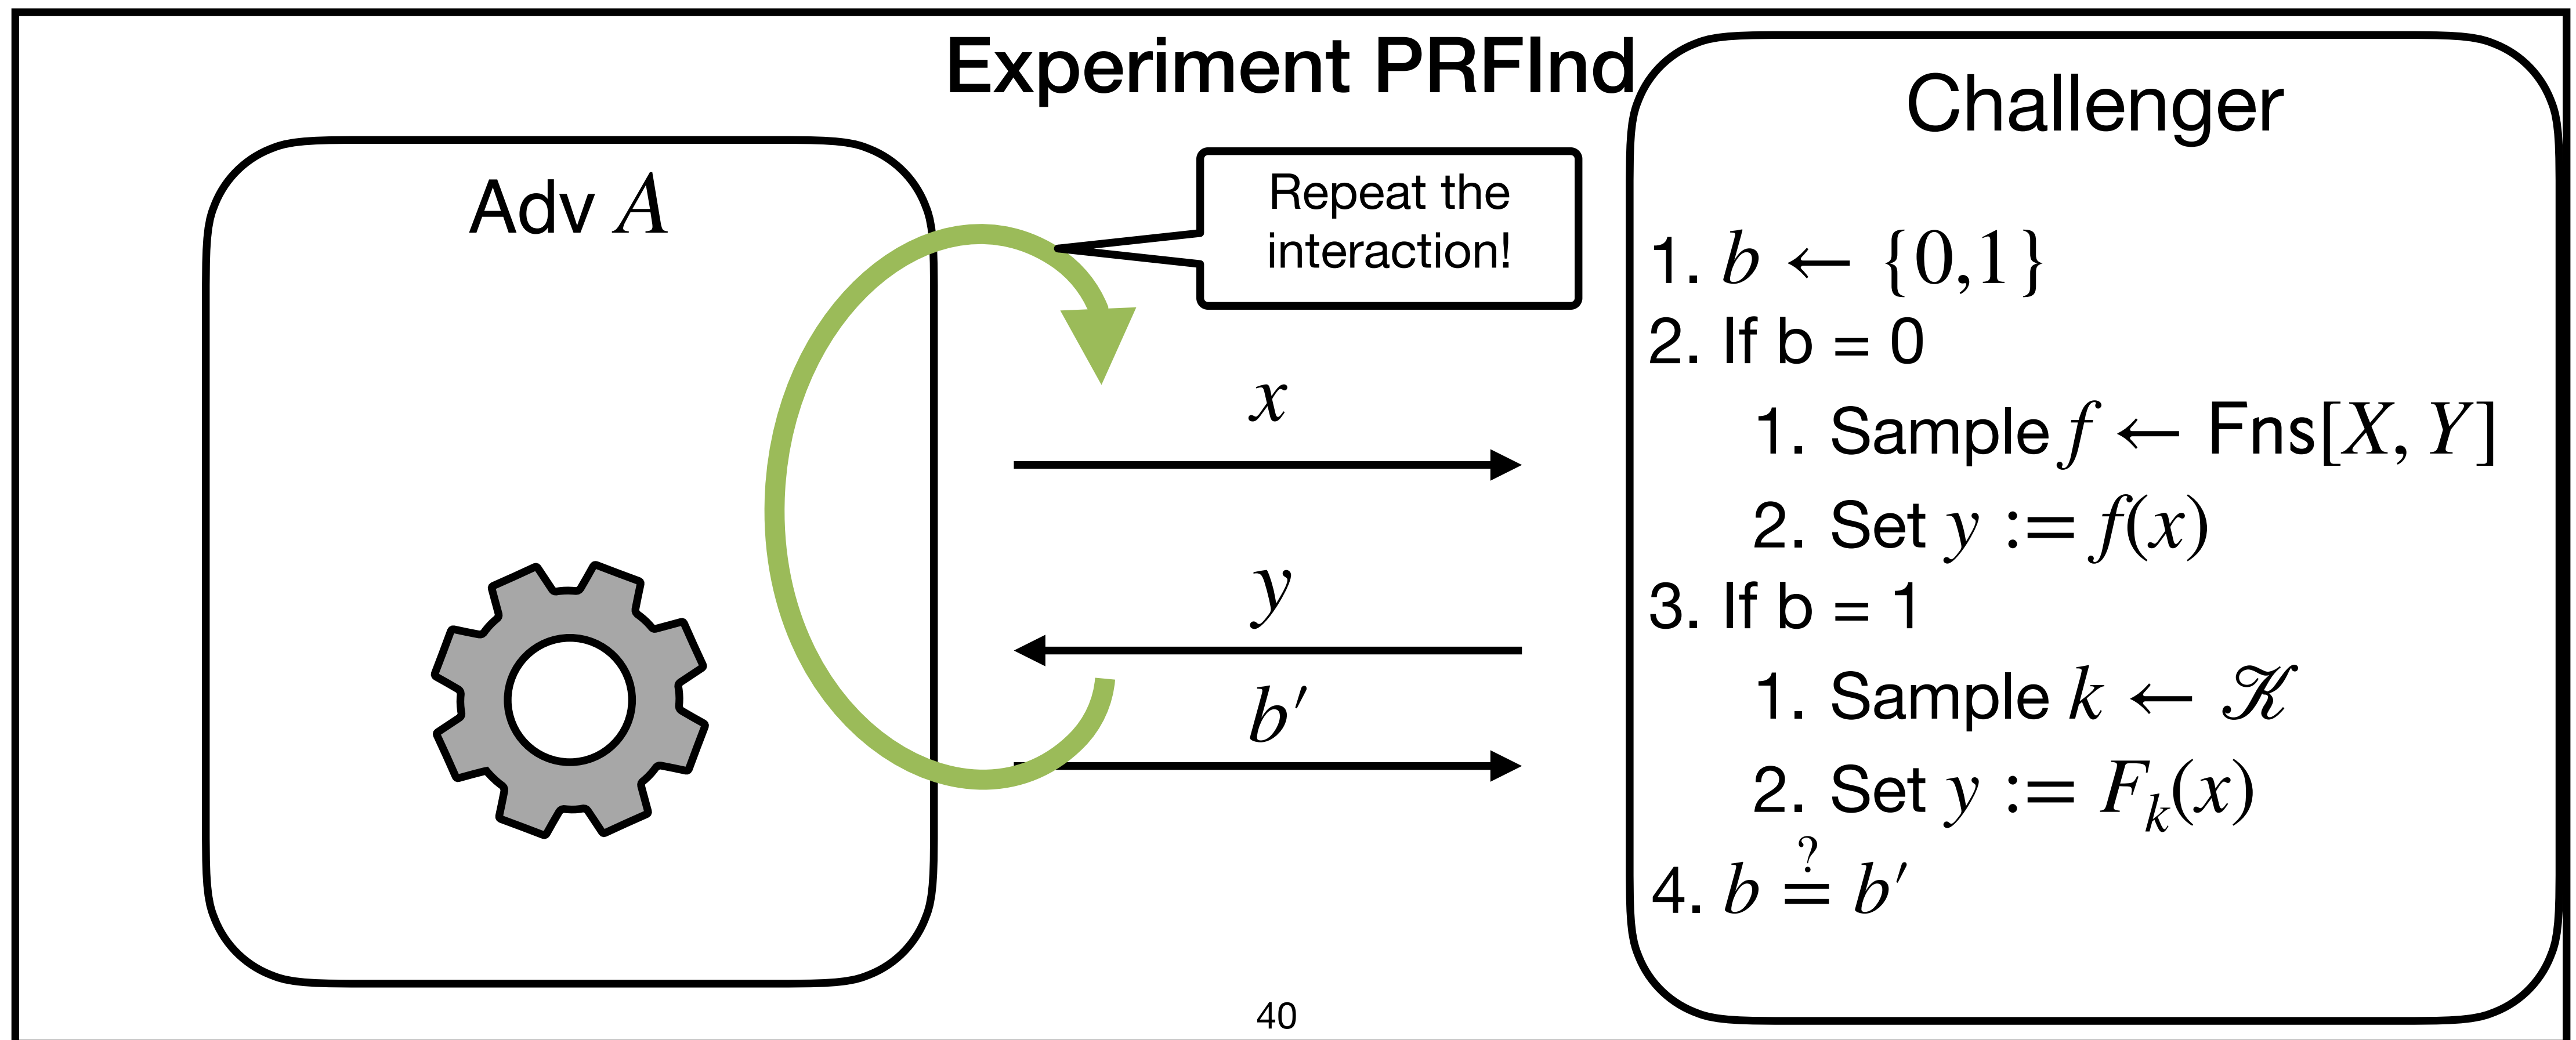 Experiment PRFInd
Adv A
Repeat the
interaction!
x
y
b′
Challenger
1. b ← {0,1}
2. If b = 0
1. Sample f ← Fns[X, Y]
2. Set y := f(x)
3. If b = 1
1. Sample k ← 𝒦
2. Set y := Fₖ(x)
4. b ≟ b′
40